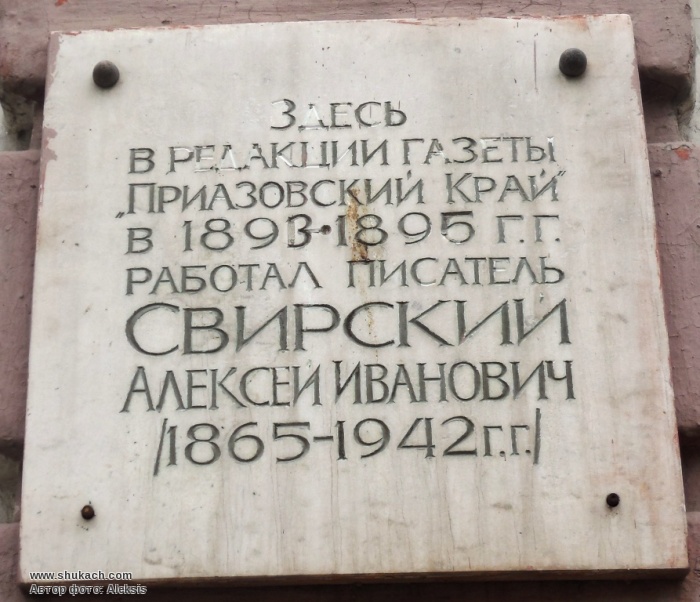 Здесь
в редакции газеты
"Приазовский Край"
в 1893-1895 г.г.
работал писатель
Свирский
Алексей Иванович
/1865-1942 г.г./
www.shukach.com
Автор фото: Aleksis